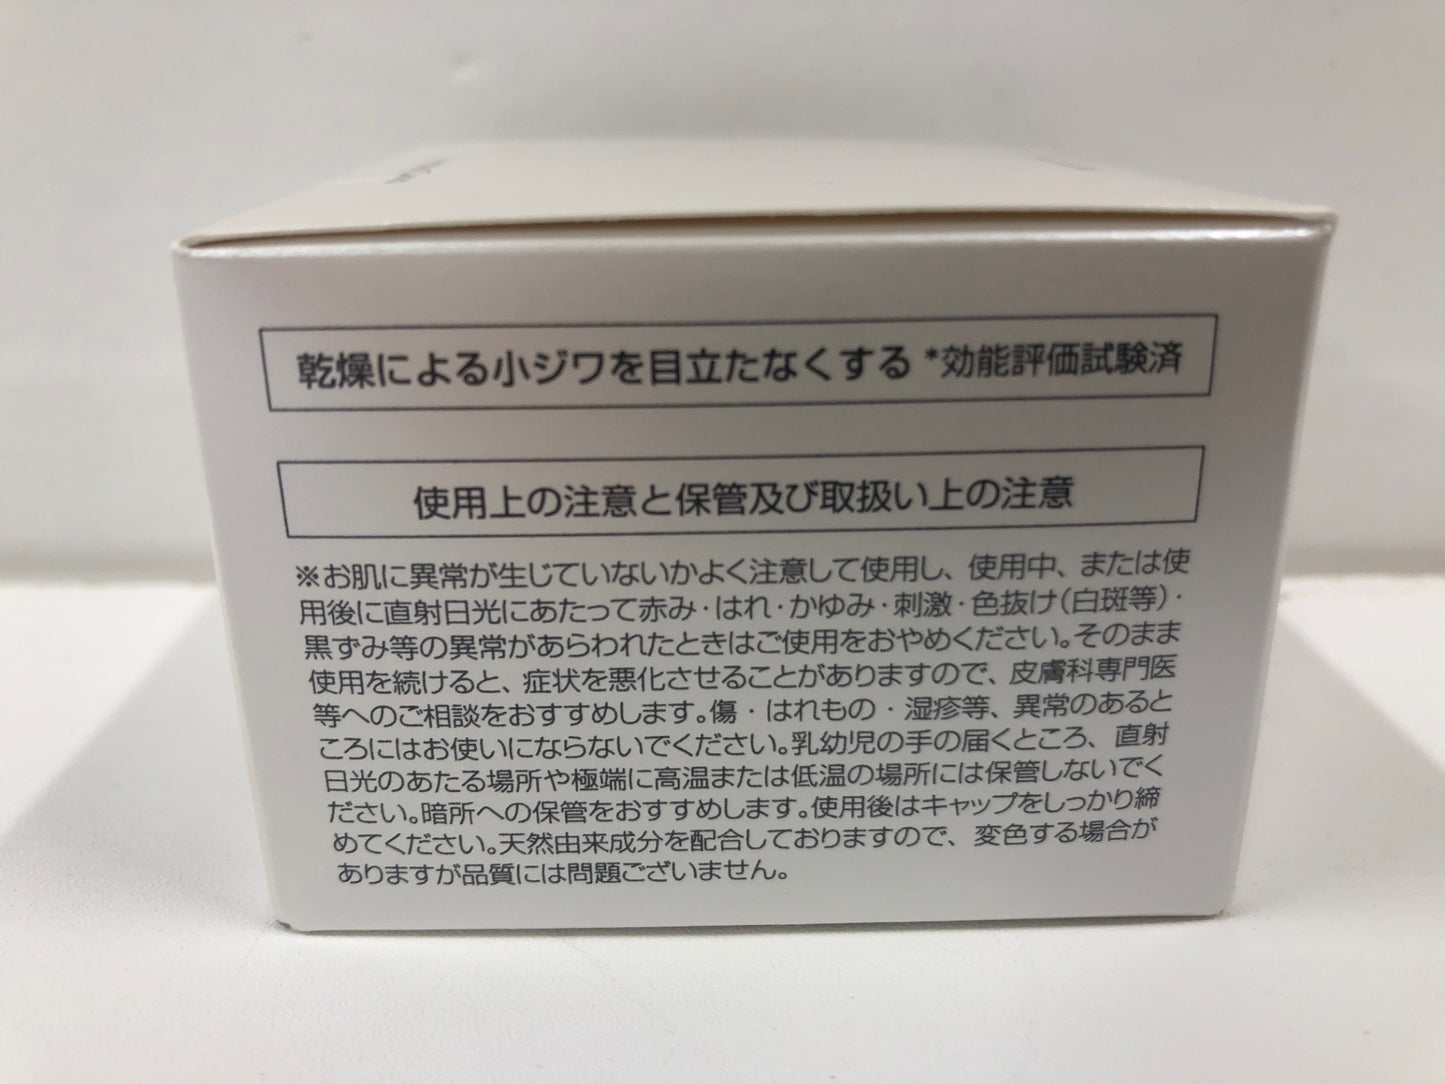 乾燥による小ジワを目立たなくする *効能評価試験済
使用上の注意と保管及び取扱い上の注意
※お肌に異常が生じていないかよく注意して使用し、使用中、または使
用後に直射日光にあたって赤み・はれ・かゆみ・刺激・色抜け(白斑等)・
黒ずみ等の異常があらわれたときはご使用をおやめください。そのまま
使用を続けると、症状を悪化させることがありますので、皮膚科専門医
等へのご相談をおすすめします。傷・はれもの・湿疹等、異常のあると
ころにはお使いにならないでください。乳幼児の手の届くところ、直射
日光のあたる場所や極端に高温または低温の場所には保管しないでく
ださい。暗所への保管をおすすめします。使用後はキャップをしっかり締
めてください。天然由来成分を配合しておりますので、変色する場合が
ありますが品質には問題ございません。